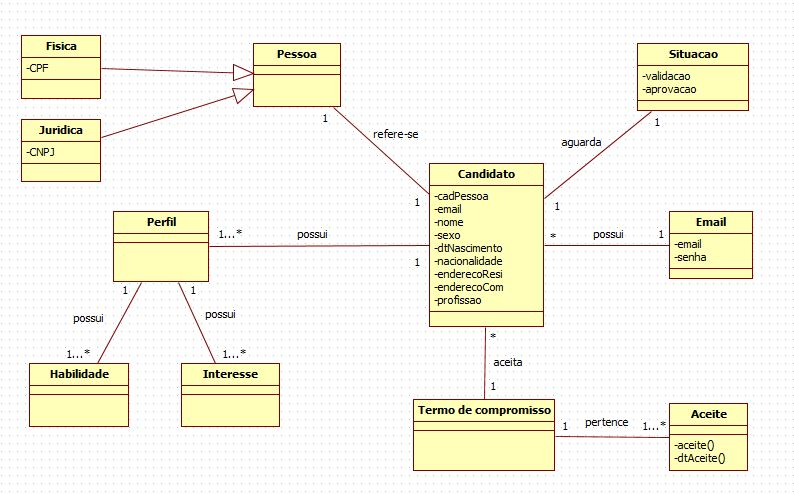 Fisica
-CPF
Pessoa
Situacao
-validacao
-aprovacao
Juridica
-CNPJ
1
refere-se
1
aguarda
1
1
Candidato
-cadPessoa
-email
-nome
-sexo
-dtNascimento
-nacionalidade
-enderecoResi
-enderecoCom
-profissao
Perfil
1...*
possui
1
*
possui
1
Email
-email
-senha
1
1
possui
possui
1...*
1...*
Habilidade
Interesse
*
aceita
1
Termo de compromisso
1
pertence
1...*
Aceite
-aceite()
-dtAceite()